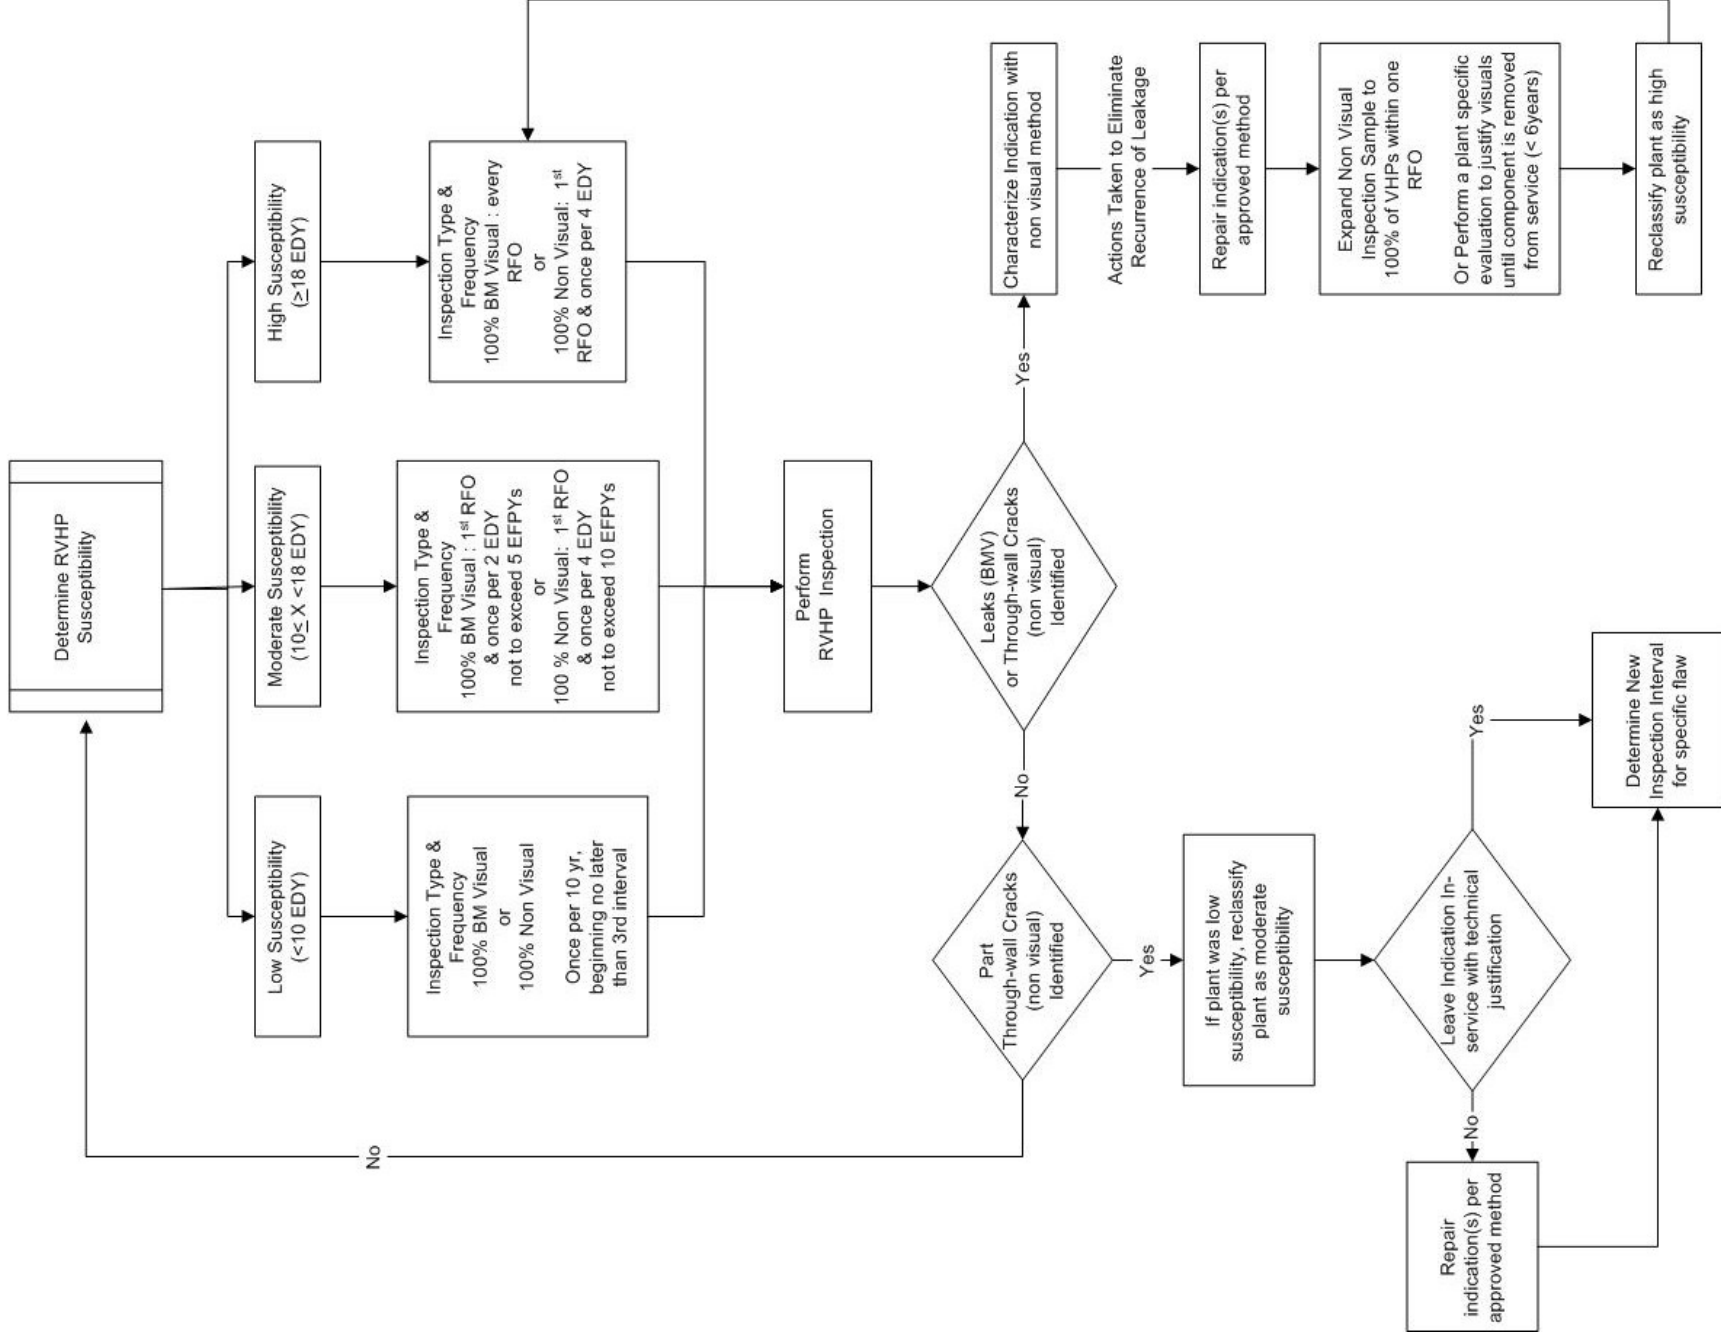 Determine RVHP
Susceptibility
Low Susceptibility
(<10 EDY)
Moderate Susceptibility
(10≤ X <18 EDY)
High Susceptibility
(≥18 EDY)
Inspection Type &
Frequency
100% BM Visual
or
100% Non Visual
Once per 10 yr,
beginning no later
than 3rd interval
Inspection Type &
Frequency
100% BM Visual : 1st RFO
& once per 2 EDY
not to exceed 5 EFPYs
or
100 % Non Visual: 1st RFO
& once per 4 EDY
not to exceed 10 EFPYs
Inspection Type &
Frequency
100% BM Visual : every
RFO
or
100% Non Visual: 1st
RFO & once per 4 EDY
Perform
RVHP Inspection
Leaks (BMV)
or Through-wall Cracks
(non visual)
Identified
No
Yes
Part
Through-wall Cracks
(non visual)
Identified
No
Yes
If plant was low
susceptibility, reclassify
plant as moderate
susceptibility
Leave Indication In-
service with technical
justification
No
Yes
Repair
indication(s) per
approved method
Determine New
Inspection Interval
for specific flaw
Characterize Indication with
non visual method
Actions Taken to Eliminate
Recurrence of Leakage
Repair indication(s) per
approved method
Expand Non Visual
Inspection Sample to
100% of VHPs within one
RFO
Or Perform a plant specific
evaluation to justify visuals
until component is removed
from service (< 6years)
Reclassify plant as high
susceptibility